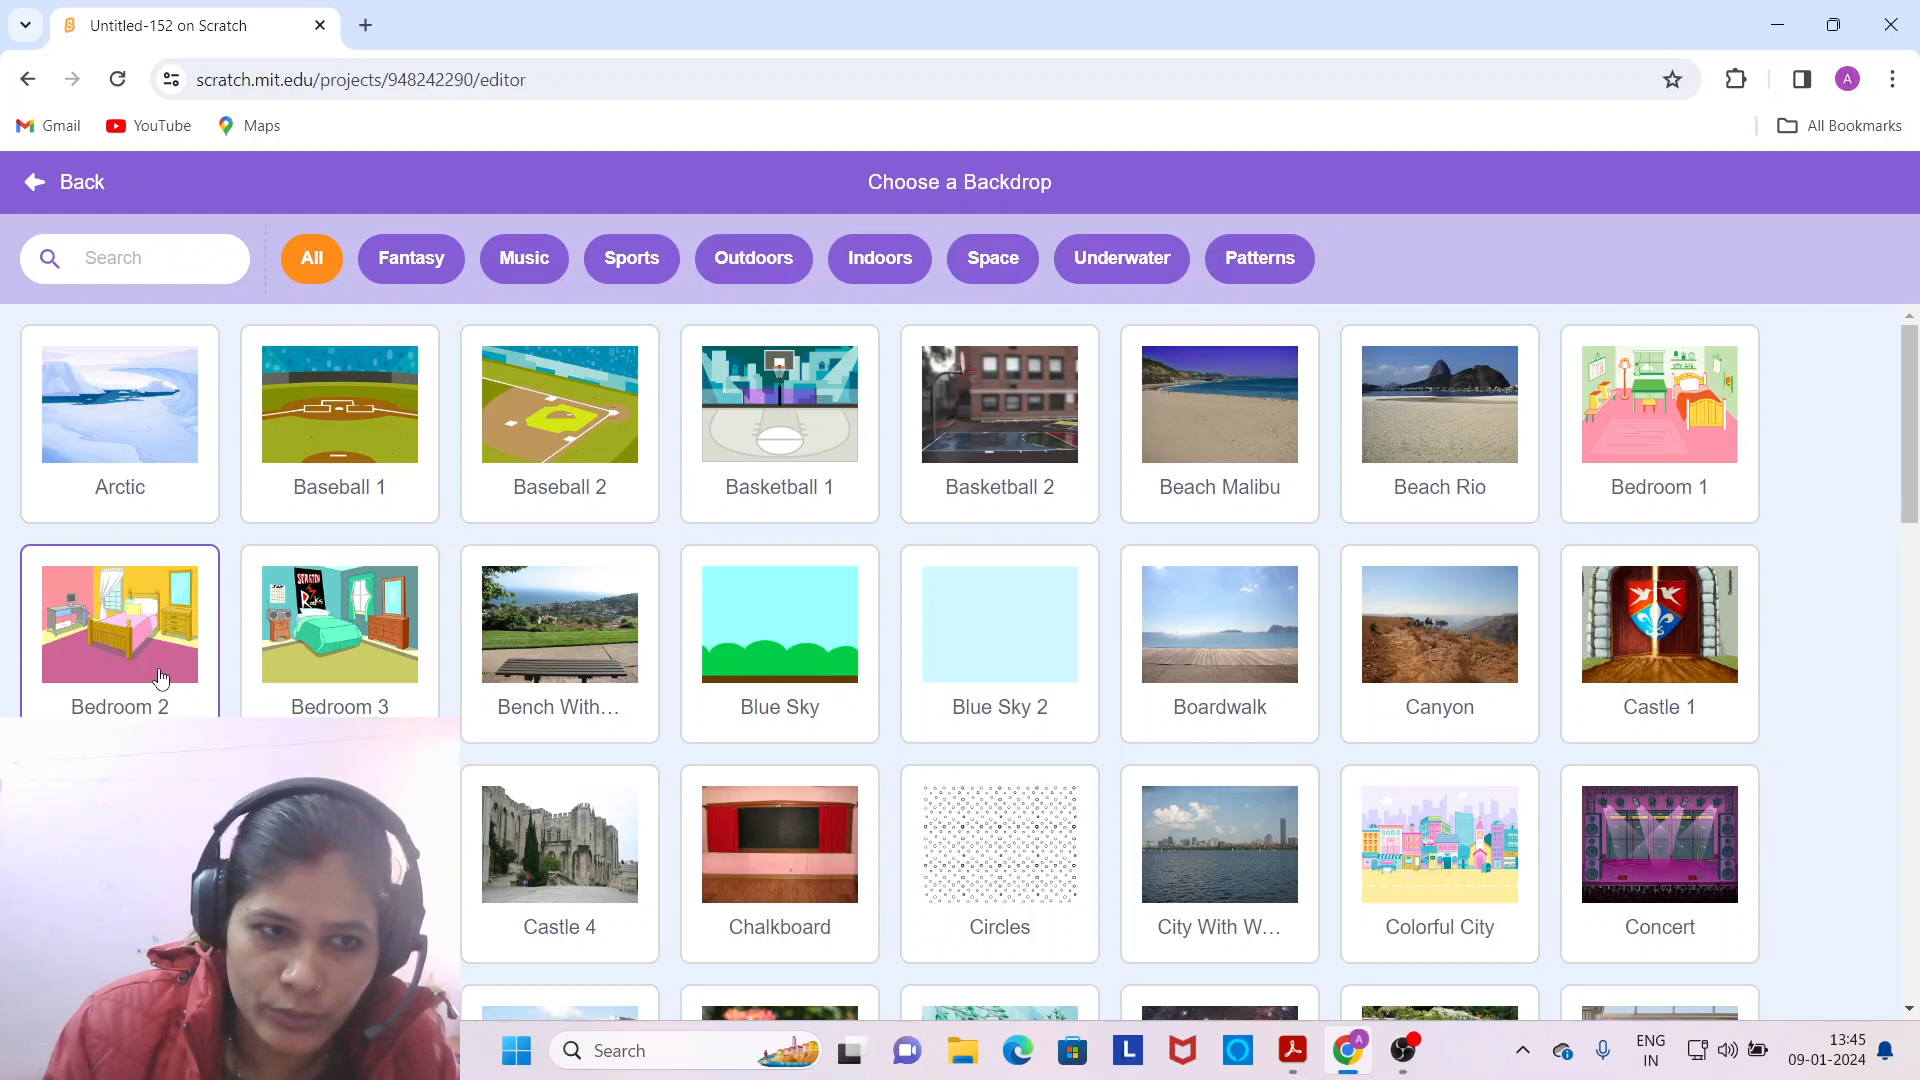 Untitled-152 on Scratch
scratch.mit.edu/projects/948242290/editor
A
Gmail
YouTube
Maps
All Bookmarks
Back
Choose a Backdrop
Search
All
Fantasy
Music
Sports
Outdoors
Indoors
Space
Underwater
Patterns
Arctic
Baseball 1
Baseball 2
Basketball 1
Basketball 2
Beach Malibu
Beach Rio
Bedroom 1
SCRATCH
Rocks
Bedroom 2
Bedroom 3
Bench With...
Blue Sky
Blue Sky 2
Boardwalk
Canyon
Castle 1
Castle 4
Chalkboard
Circles
City With W...
Colorful City
Concert
Search
L
A
ENG
IN
13:45
09-01-2024